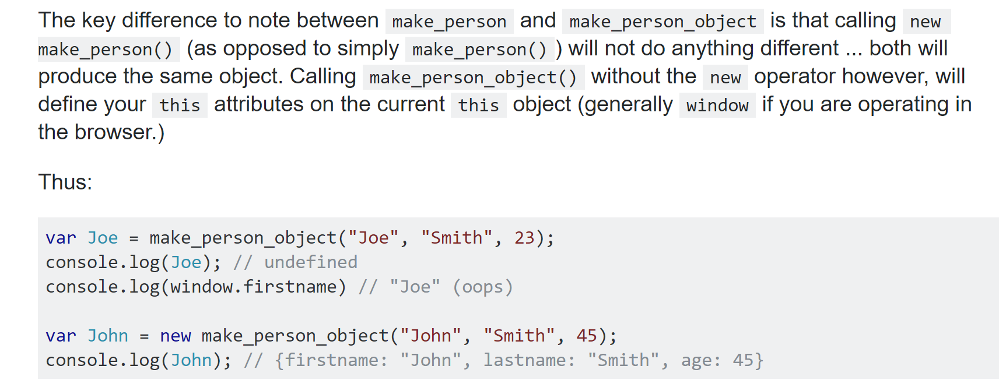 The key difference to note between make_person and make_person_object is that calling new
make_person() (as opposed to simply make_person() ) will not do anything different ... both will
produce the same object. Calling make_person_object() without the new operator however, will
define your this attributes on the current this object (generally window if you are operating in
the browser.)
Thus:
var Joe = make_person_object("Joe", "Smith", 23);
console.log(Joe); // undefined
console.log(window.firstname) // "Joe" (oops)
var John = new make_person_object("John", "Smith", 45);
console.log(John); // {firstname: "John", lastname: "Smith", age: 45}